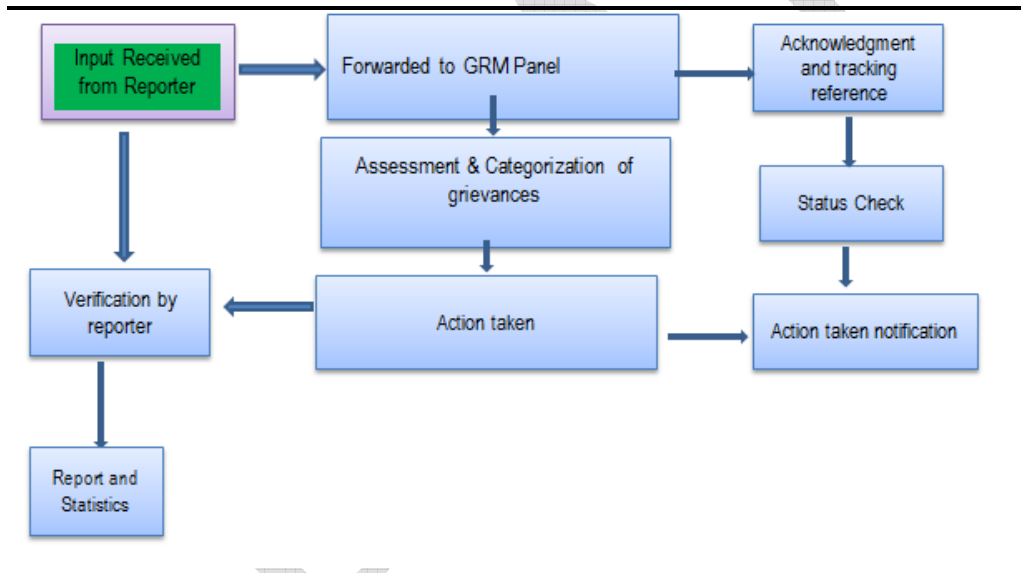 Input Received
from Reporter
Forwarded to GRM Panel
Acknowledgment
and tracking
reference
Assessment & Categorization of
grievances
Status Check
Verification by
reporter
Action taken
Action taken notification
Report and
Statistics